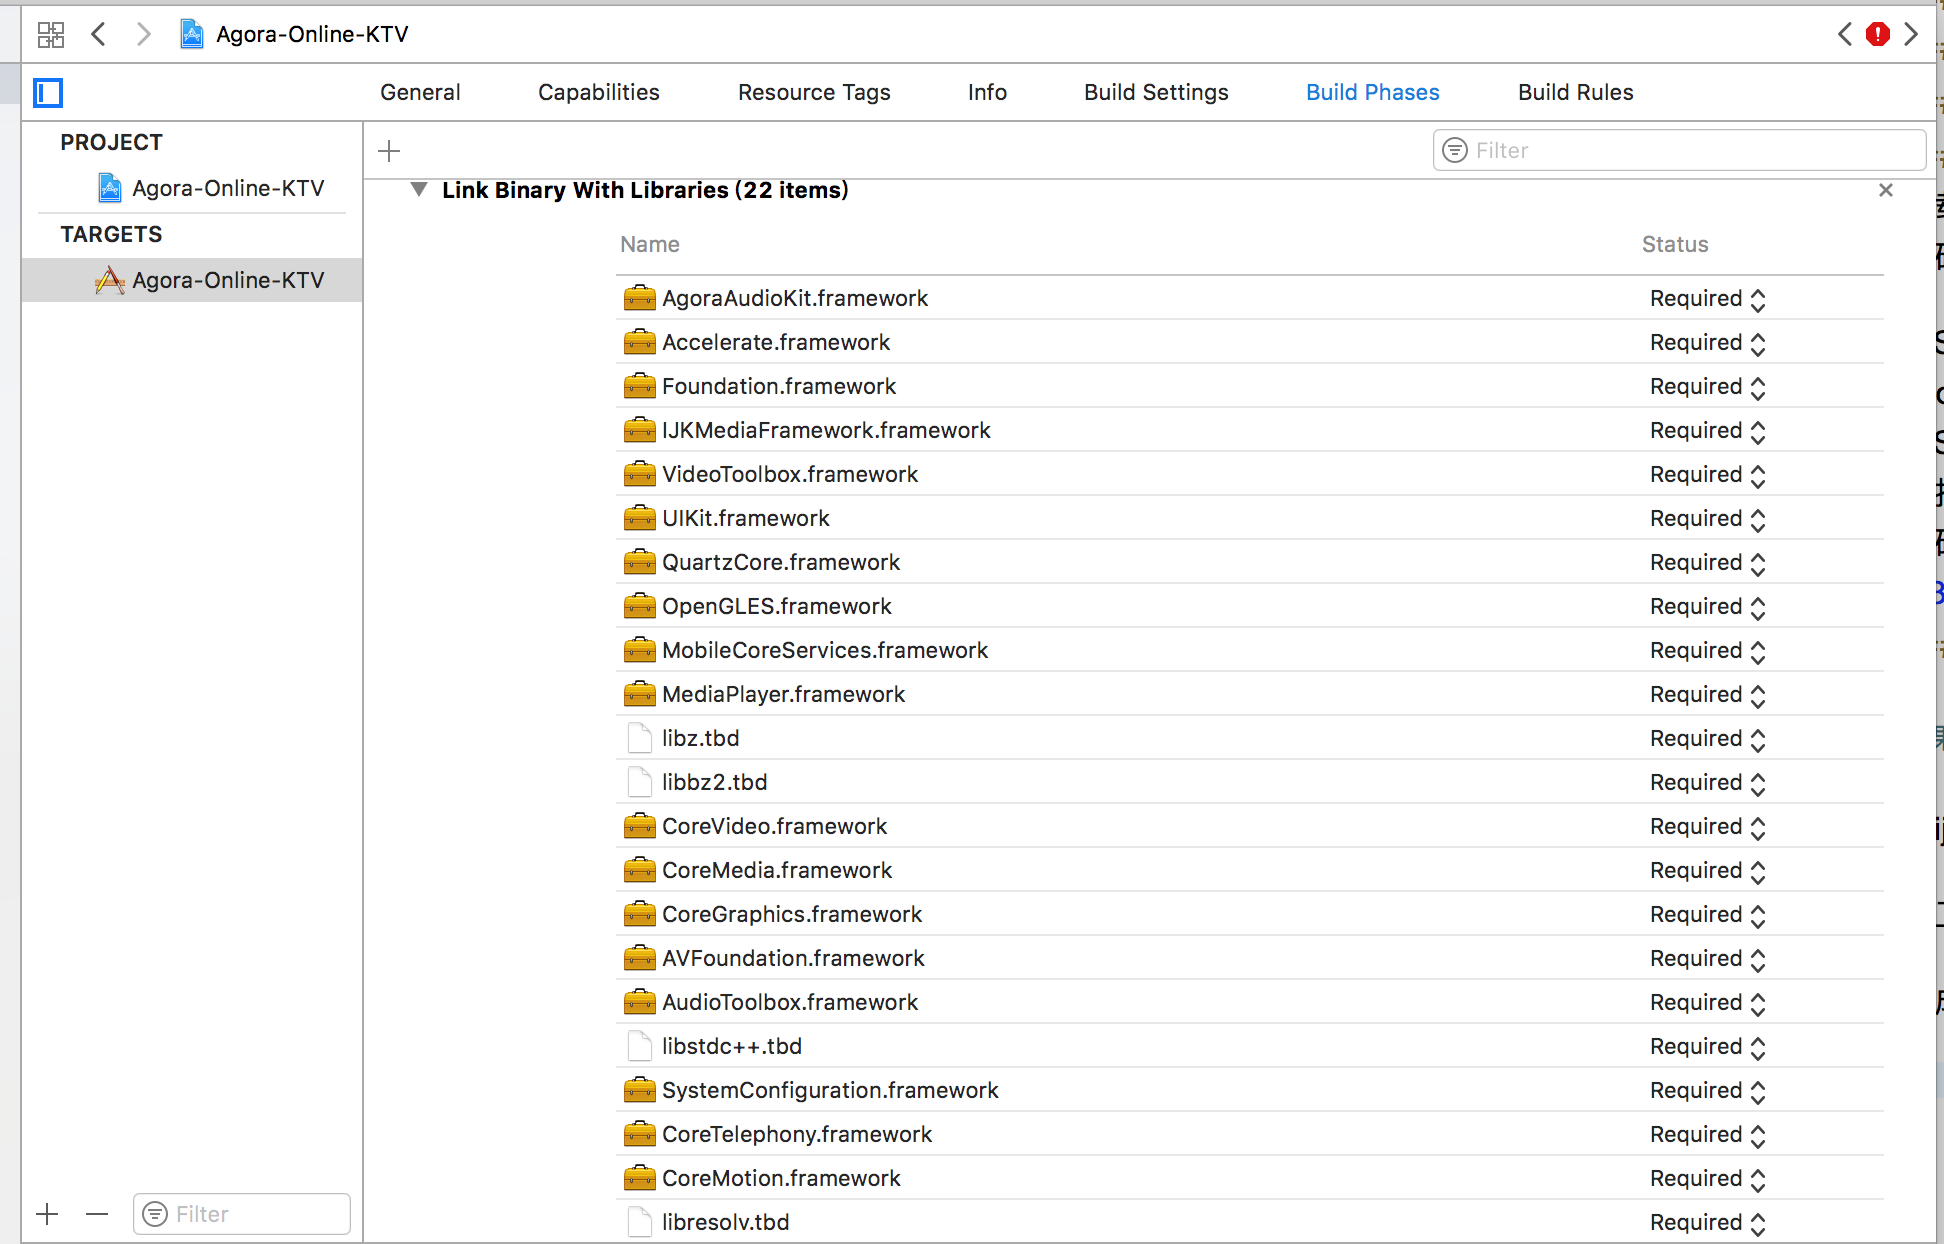 Agora-Online-KTV
General Capabilities Resource Tags Info Build Settings Build Phases Build Rules
PROJECT
Agora-Online-KTV
TARGETS
Agora-Online-KTV
Filter
Filter
Link Binary With Libraries (22 items)
Name Status
AgoraAudioKit.framework Required
Accelerate.framework Required
Foundation.framework Required
IJKMediaFramework.framework Required
VideoToolbox.framework Required
UIKit.framework Required
QuartzCore.framework Required
OpenGLES.framework Required
MobileCoreServices.framework Required
MediaPlayer.framework Required
libz.tbd Required
libbz2.tbd Required
CoreVideo.framework Required
CoreMedia.framework Required
CoreGraphics.framework Required
AVFoundation.framework Required
AudioToolbox.framework Required
libstdc++.tbd Required
SystemConfiguration.framework Required
CoreTelephony.framework Required
CoreMotion.framework Required
libresolv.tbd Required